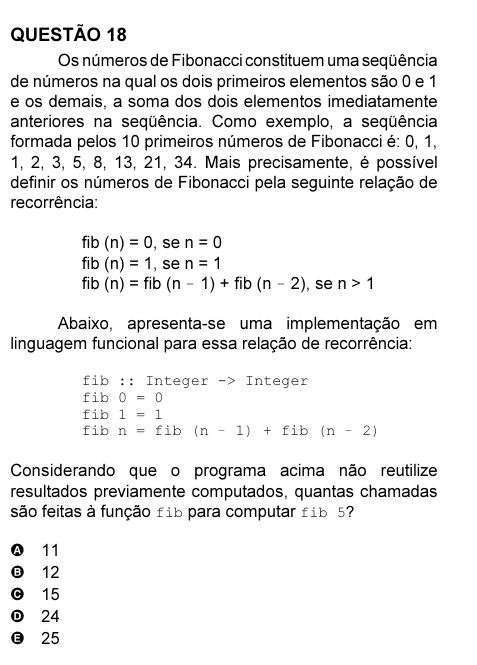 QUESTÃO 18
Os números de Fibonacci constituem uma seqüência
de números na qual os dois primeiros elementos são 0 e 1
e os demais, a soma dos dois elementos imediatamente
anteriores na seqüência. Como exemplo, a seqüência
formada pelos 10 primeiros números de Fibonacci é: 0, 1,
1, 2, 3, 5, 8, 13, 21, 34. Mais precisamente, é possível
definir os números de Fibonacci pela seguinte relação de
recorrência:
fib (n) = 0, se n = 0
fib (n) = 1, se n = 1
fib (n) = fib (n − 1) + fib (n − 2), se n > 1
Abaixo, apresenta-se uma implementação em
linguagem funcional para essa relação de recorrência:
fib :: Integer -> Integer
fib 0 = 0
fib 1 = 1
fib n = fib (n − 1) + fib (n − 2)
Considerando que o programa acima não reutilize
resultados previamente computados, quantas chamadas
são feitas à função fib para computar fib 5?
A 11
B 12
C 15
D 24
E 25